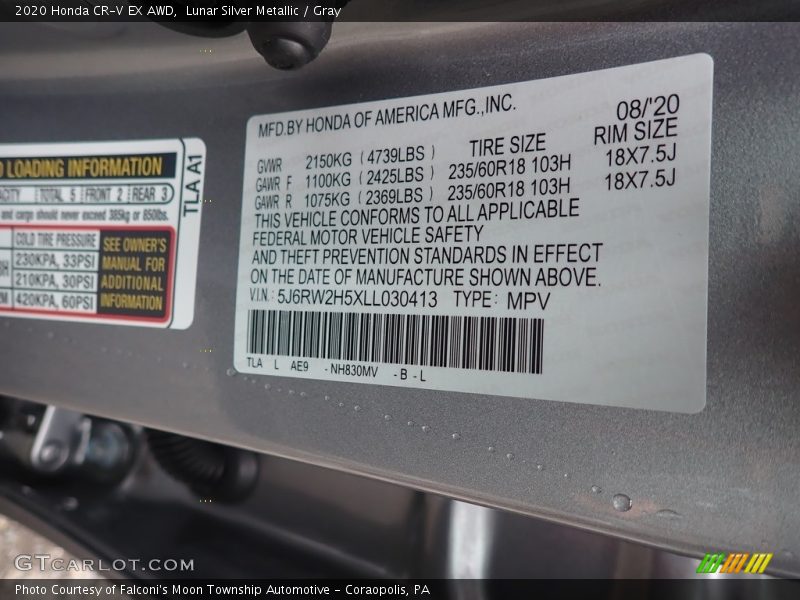 2020 Honda CR-V EX AWD,  Lunar Silver Metallic / Gray
LOADING INFORMATION
TOTAL 5 FRONT 2 REAR 3
and cargo should never exceed 385kg or 850lbs.
COLD TIRE PRESSURE
230KPA, 33PSI
210KPA, 30PSI
420KPA, 60PSI
SEE OWNER'S
MANUAL FOR
ADDITIONAL
INFORMATION
TLA A1
MFD.BY HONDA OF AMERICA MFG.,INC. 08/'20
TIRE SIZE RIM SIZE
GVWR 2150KG ( 4739LBS )
GAWR F 1100KG ( 2425LBS ) 235/60R18 103H 18X7.5J
GAWR R 1075KG ( 2369LBS ) 235/60R18 103H 18X7.5J
THIS VEHICLE CONFORMS TO ALL APPLICABLE
FEDERAL MOTOR VEHICLE SAFETY
AND THEFT PREVENTION STANDARDS IN EFFECT
ON THE DATE OF MANUFACTURE SHOWN ABOVE.
V.I.N: 5J6RW2H5XLL030413 TYPE: MPV
TLA L AE9 - NH830MV - B - L
GTCARLOT.COM
Photo Courtesy of Falconi's Moon Township Automotive - Coraopolis, PA